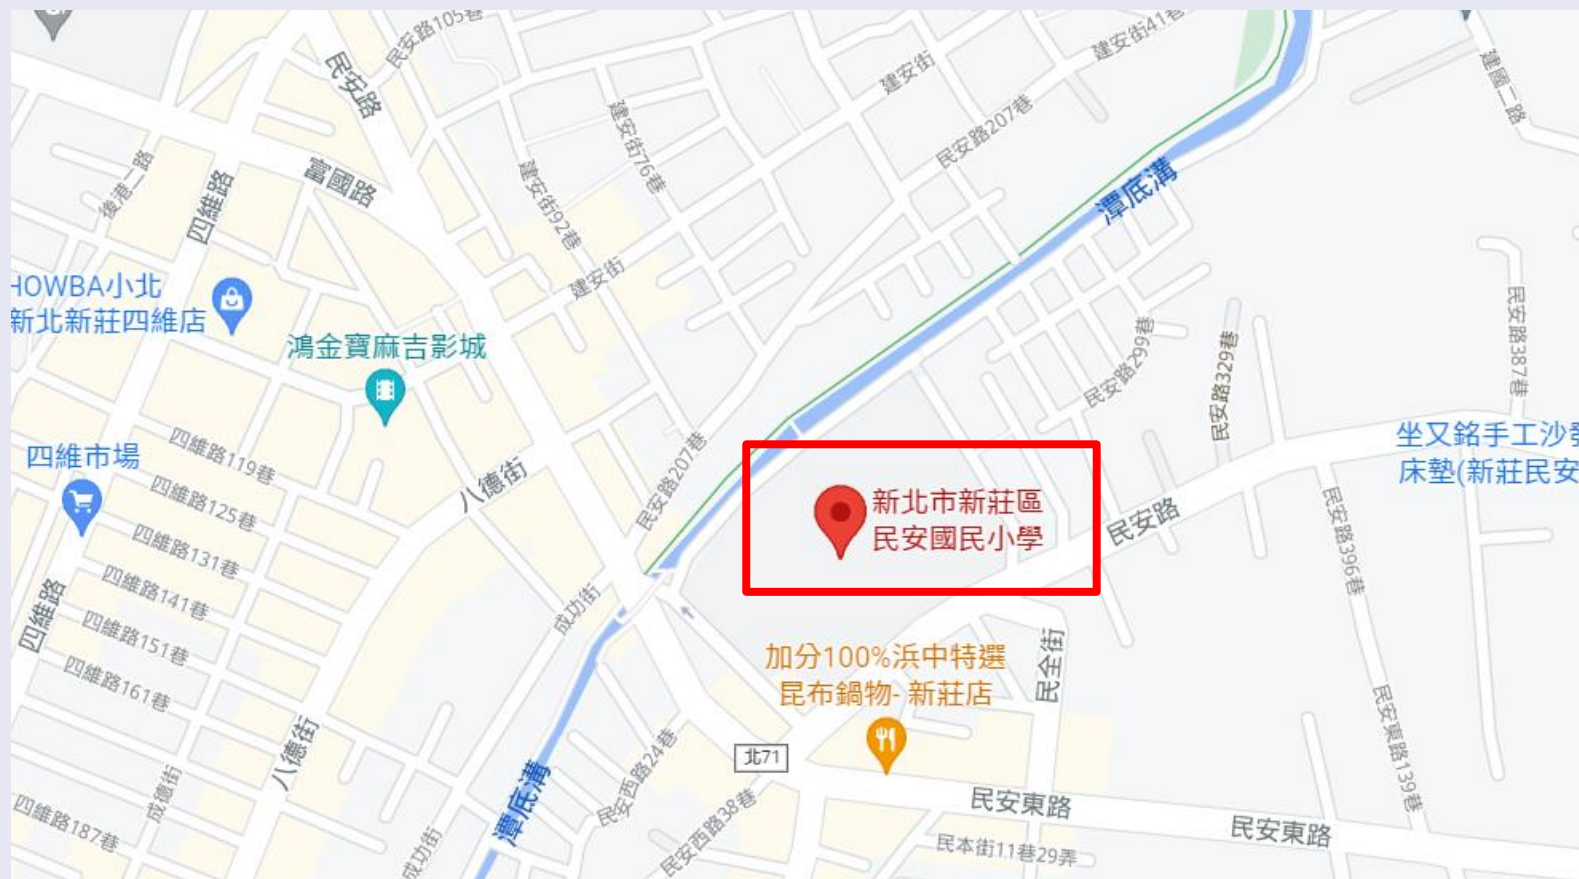 民安路105巷
建安街41巷
民安路
建安街
建國二路
建安街76巷
民安路207巷
後港二路
富國路
四維路
建安街92巷
潭底溝
HOWBA小北
新北新莊四維店
建安街
民安路387巷
鴻金寶麻吉影城
民安路299巷
民安路329巷
四維市場
四維路119巷
八德街
民安路207巷
坐又銘手工沙發
床墊(新莊民安
四維路125巷
新北市新莊區
民安國民小學
民安路
民安路396巷
四維路131巷
四維路141巷
四維路
成功街
四維路151巷
四維路161巷
加分100%浜中特選
昆布鍋物- 新莊店
民全街
民安東路139巷
八德街
北71
民安西路24巷
成德街
潭底溝
民安西路38巷
民安東路
民安東路
四維路187巷
成功街
民本街11巷29弄